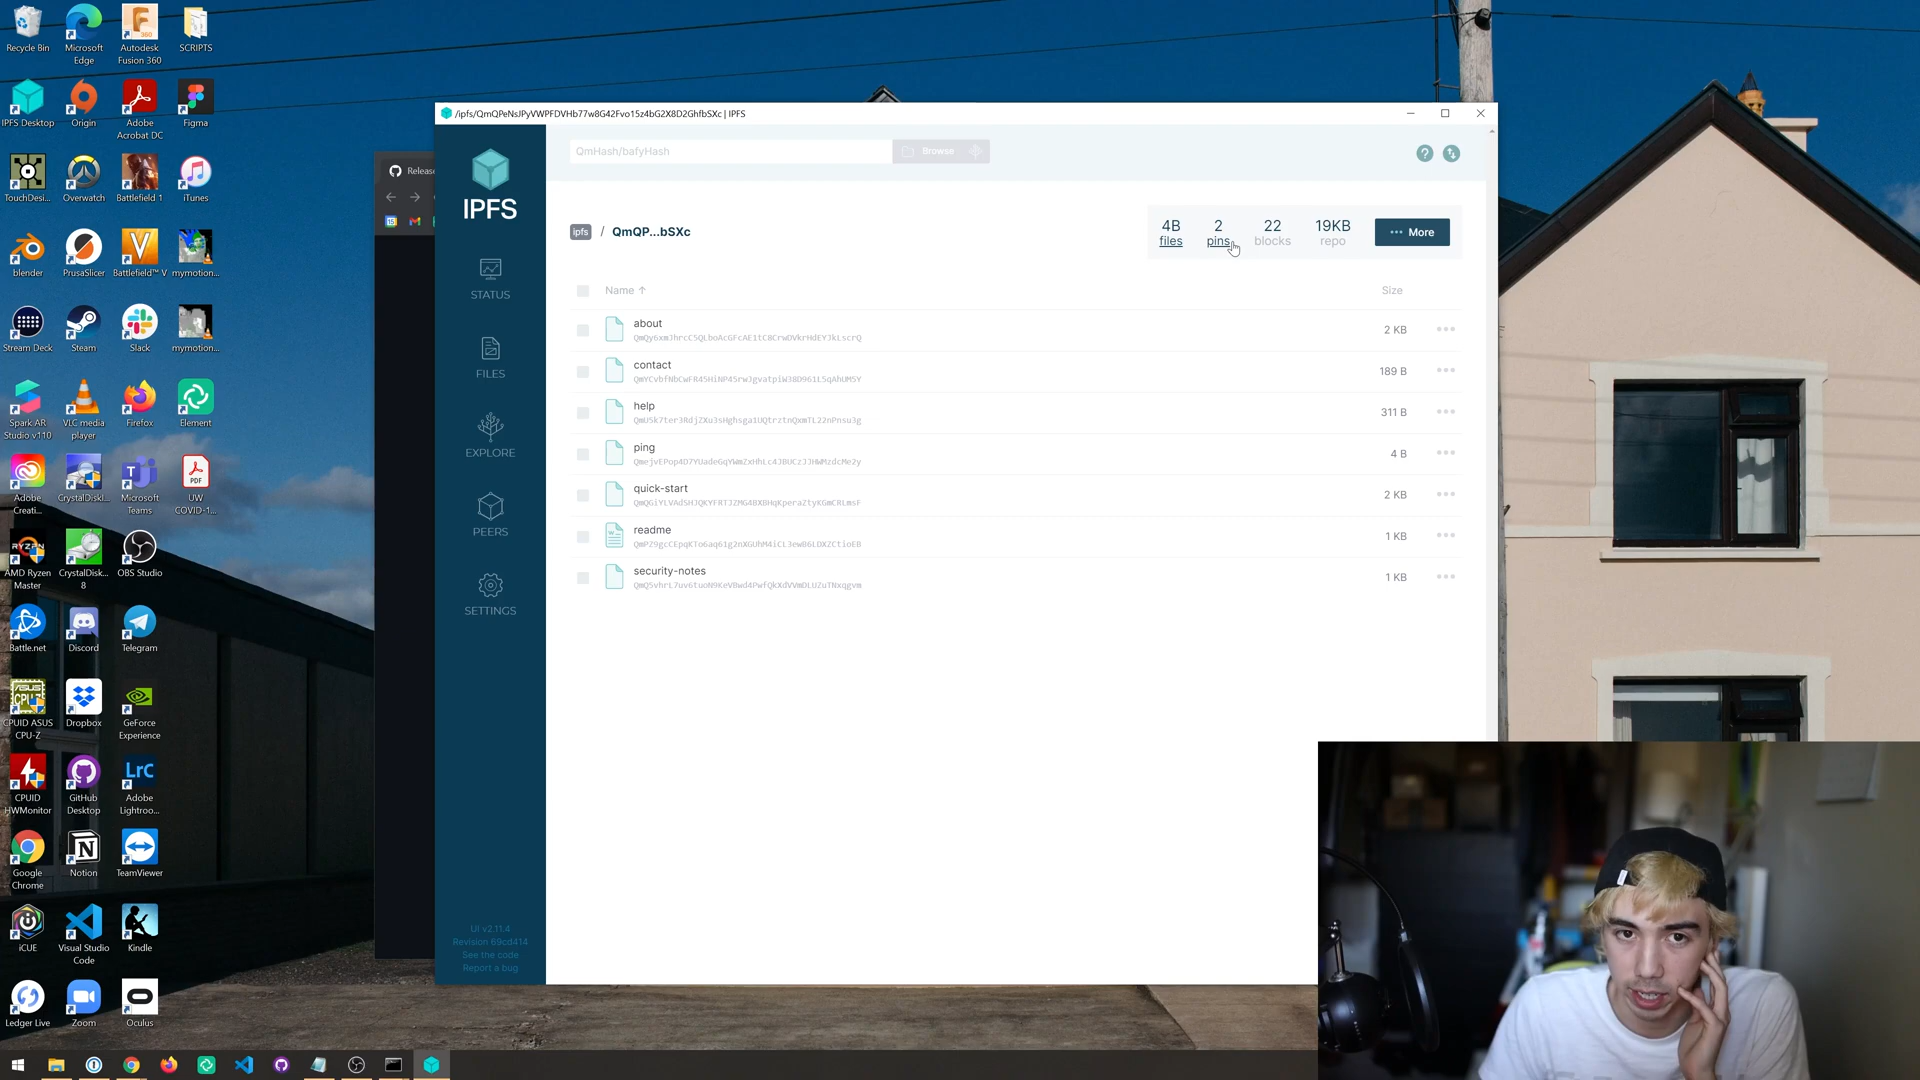 Recycle Bin
Microsoft Edge
Autodesk Fusion 360
SCRIPTS
IPFS Desktop
Origin
Adobe Acrobat DC
Figma
TouchDesi...
Overwatch
Battlefield 1
iTunes
blender
PrusaSlicer
Battlefield™ V
mymotion...
Stream Deck
Steam
Slack
mymotion...
Spark AR Studio v110
VLC media player
Firefox
Element
Adobe Creati...
CrystalDiskI...
Microsoft Teams
PDF
UW COVID-1...
RYZEN
AMD Ryzen Master
CrystalDisk... 8
OBS Studio
Battle.net
Discord
Telegram
CPUID ASUS CPU-Z
Dropbox
GeForce Experience
CPUID HWMonitor
GitHub Desktop
LrC
Adobe Lightroo...
Google Chrome
Notion
TeamViewer
iCUE
Visual Studio Code
Kindle
Ledger Live
Zoom
Oculus
Release
IPFS
QmHash/bafyHash
Browse
IPFS
STATUS
FILES
EXPLORE
PEERS
SETTINGS
UI v2.11.4
Revision 69cd414
See the code
Report a bug
ipfs / QmQP...bSXc
4B files
2 pins
22 blocks
19KB repo
More
Name ↑ Size
about 2 KB
contact 189 B
help 311 B
ping 4 B
quick-start 2 KB
readme 1 KB
security-notes 1 KB